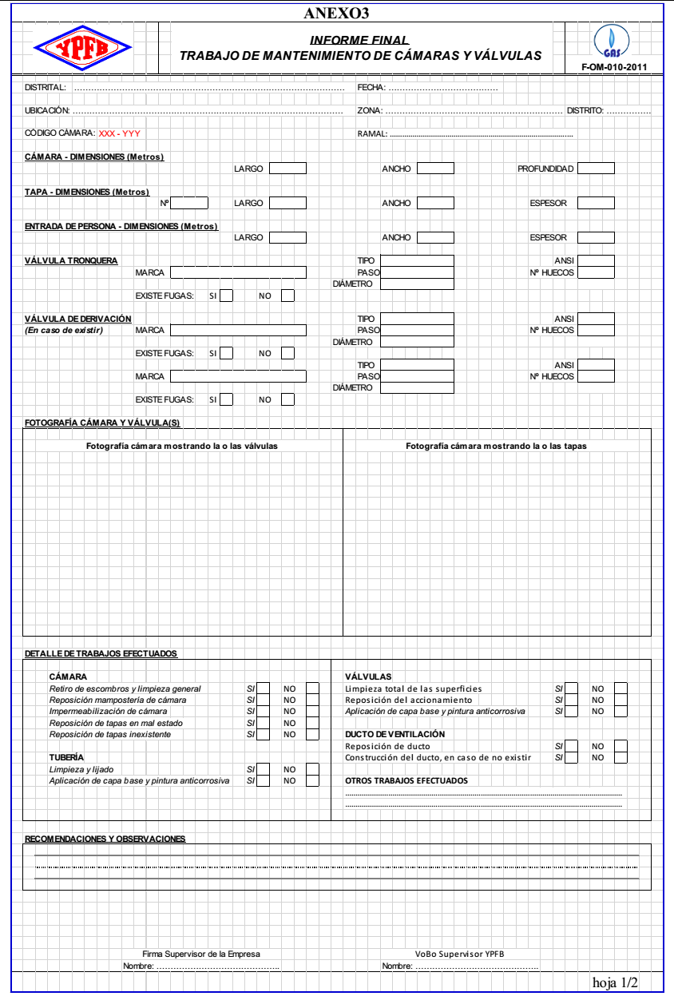 ANEXO3
YPFB
INFORME FINAL
TRABAJO DE MANTENIMIENTO DE CÁMARAS Y VÁLVULAS
GAS
F-OM-010-2011
DISTRITAL: ........................ FECHA: ........................
UBICACIÓN: ........................ ZONA: ........................ DISTRITO: ................
CÓDIGO CÁMARA: XXX - YYY RAMAL: ........................
CÁMARA - DIMENSIONES (Metros)
LARGO ANCHO PROFUNDIDAD
TAPA - DIMENSIONES (Metros)
Nº LARGO ANCHO ESPESOR
ENTRADA DE PERSONA - DIMENSIONES (Metros)
LARGO ANCHO ESPESOR
VÁLVULA TRONQUERA TIPO ANSI
MARCA PASO Nº HUECOS
DIÁMETRO
EXISTE FUGAS: SI NO
VÁLVULA DE DERIVACIÓN TIPO ANSI
(En caso de existir) MARCA PASO Nº HUECOS
DIÁMETRO
EXISTE FUGAS: SI NO
TIPO ANSI
MARCA PASO Nº HUECOS
DIÁMETRO
EXISTE FUGAS: SI NO
FOTOGRAFÍA CÁMARA Y VÁLVULA(S)
Fotografía cámara mostrando la o las válvulas
Fotografía cámara mostrando la o las tapas
DETALLE DE TRABAJOS EFECTUADOS
CÁMARA
Retiro de escombros y limpieza general SI NO
Reposición mampostería de cámara SI NO
Impermeabilización de cámara SI NO
Reposición de tapas en mal estado SI NO
Reposición de tapas inexistente SI NO
TUBERÍA
Limpieza y lijado SI NO
Aplicación de capa base y pintura anticorrosiva SI NO
VÁLVULAS
Limpieza total de las superficies SI NO
Reposición del accionamiento SI NO
Aplicación de capa base y pintura anticorrosiva SI NO
DUCTO DE VENTILACIÓN
Reposición de ducto SI NO
Construcción del ducto, en caso de no existir SI NO
OTROS TRABAJOS EFECTUADOS
RECOMENDACIONES Y OBSERVACIONES
Firma Supervisor de la Empresa VoBo Supervisor YPFB
Nombre: ........................ Nombre: ........................
hoja 1/2